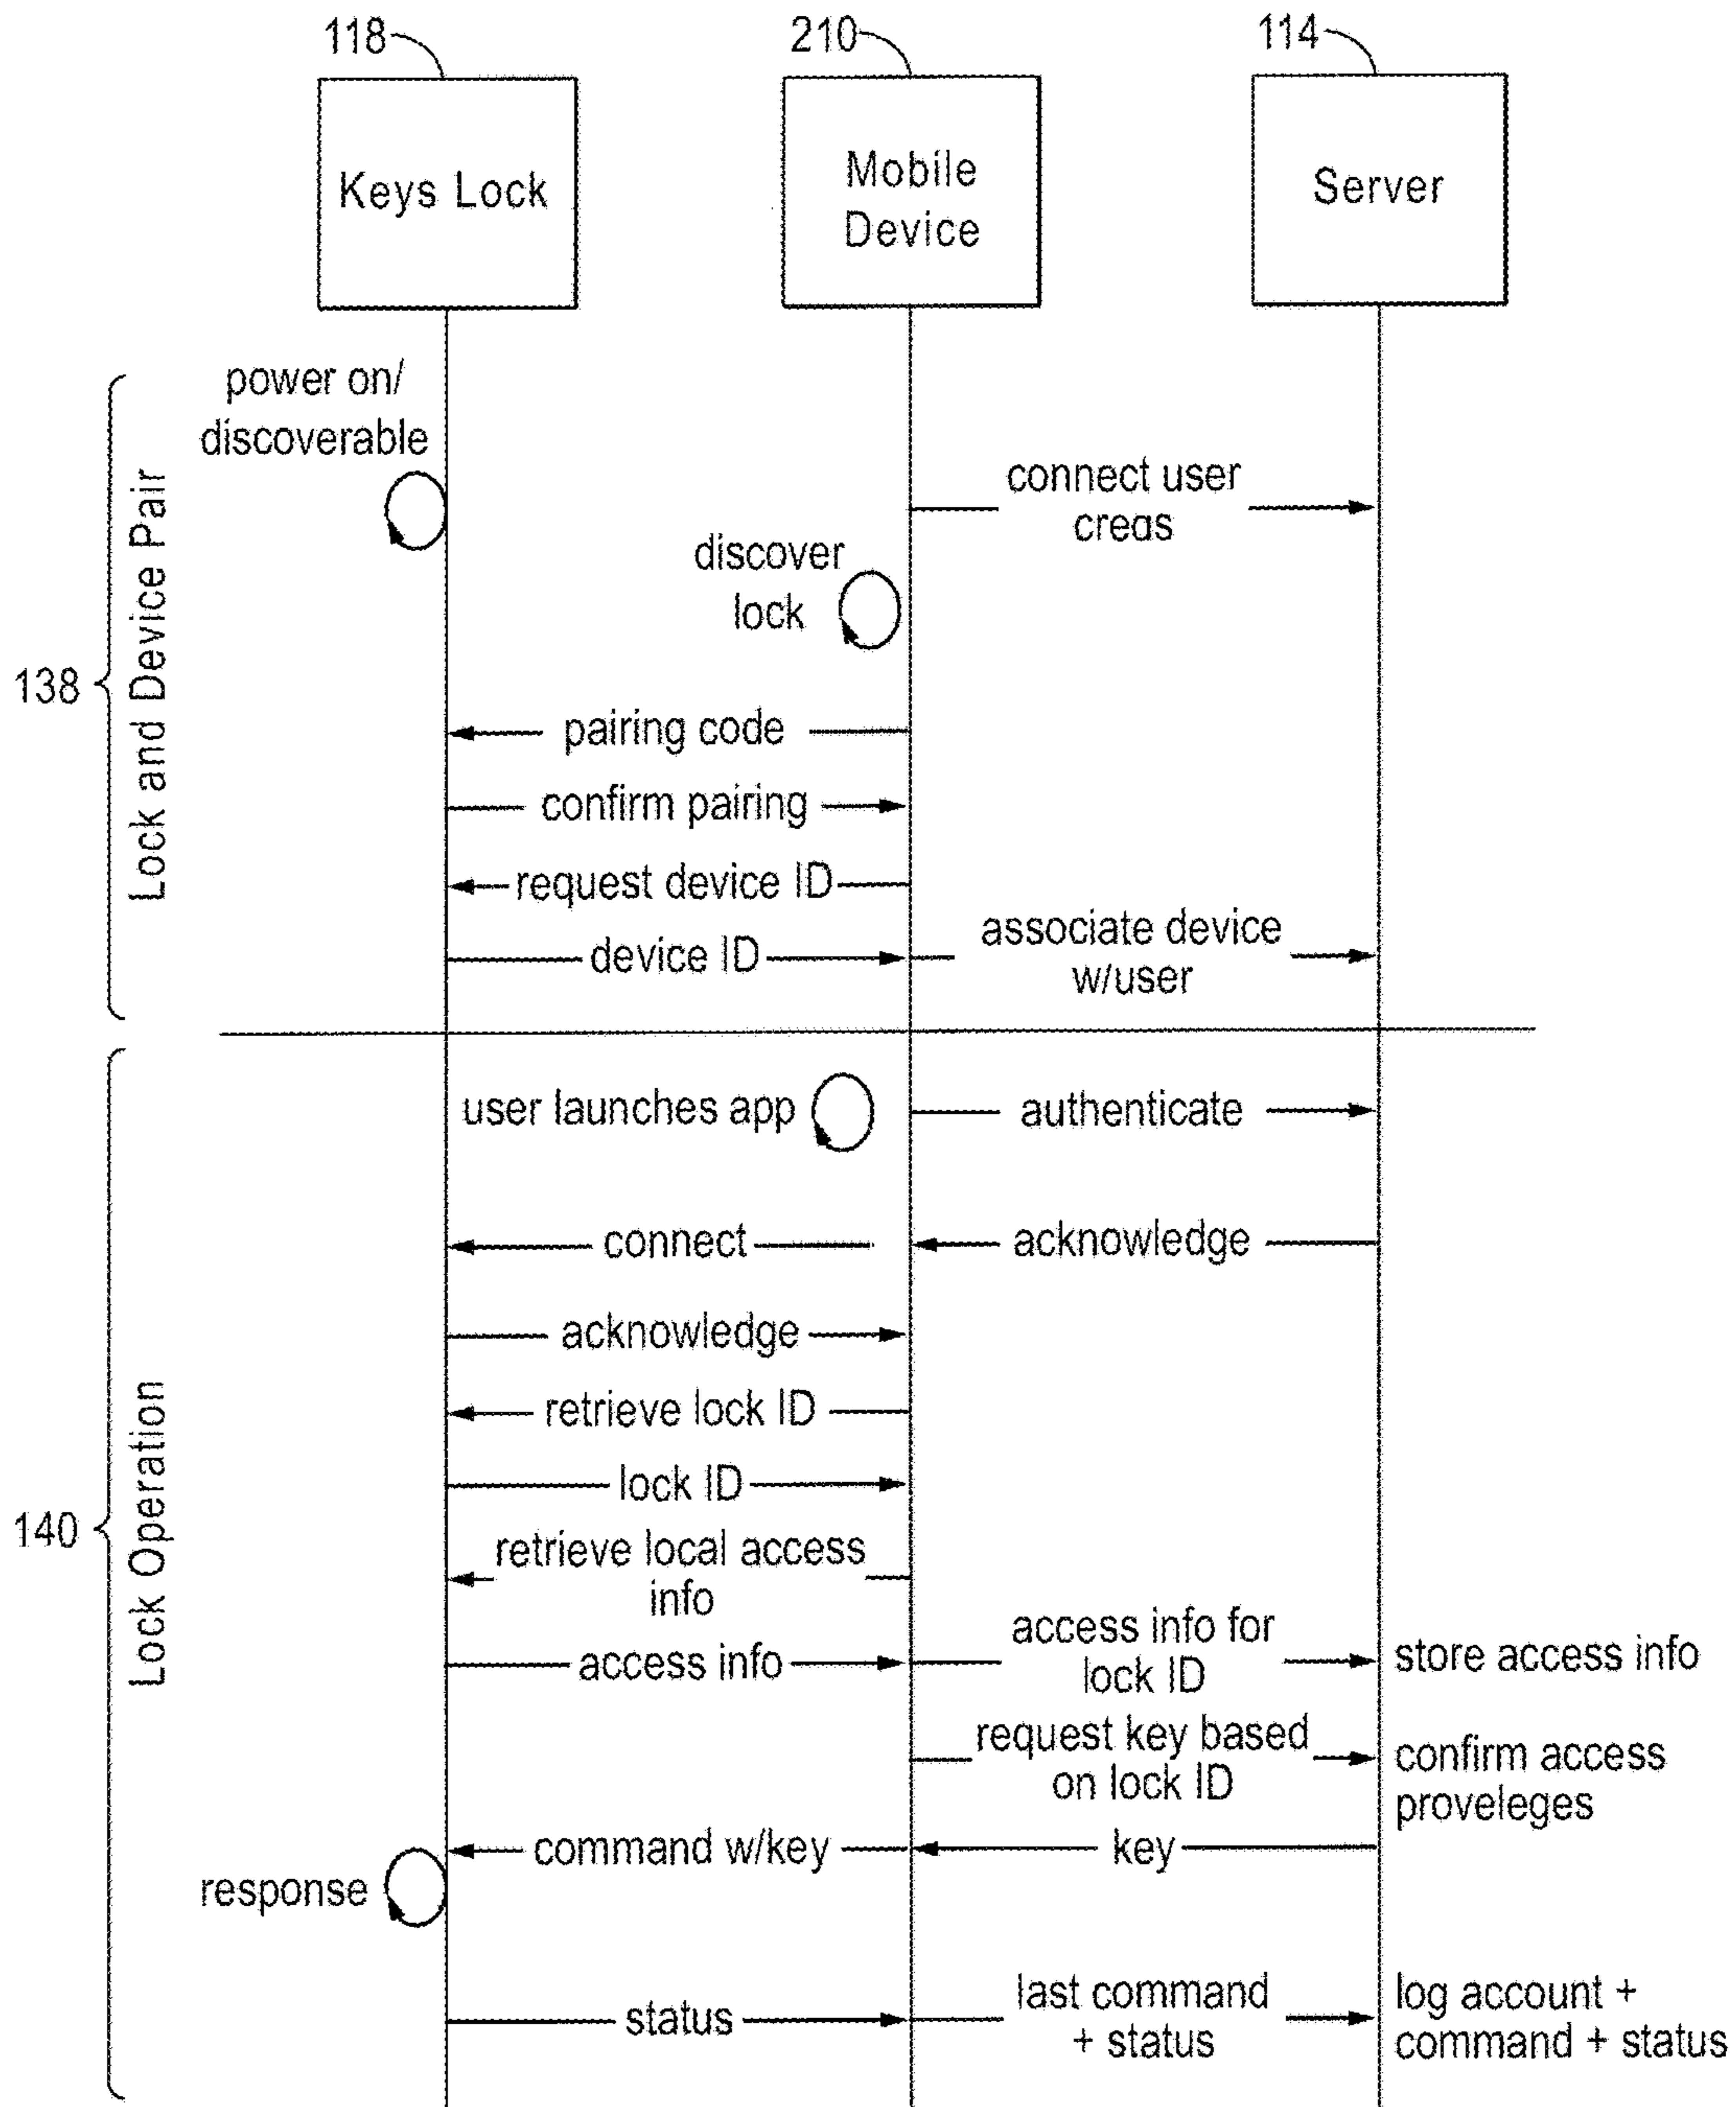 118
210
114
Keys Lock
Mobile
Device
Server
power on/
discoverable
connect user
creds
discover
lock
138
Lock and Device Pair
pairing code
confirm pairing
request device ID
device ID
associate device
w/user
user launches app
authenticate
connect
acknowledge
acknowledge
retrieve lock ID
lock ID
140
Lock Operation
retrieve local access
info
access info
access info for
lock ID
store access info
request key based
on lock ID
confirm access
proveleges
command w/key
key
response
status
last command
+ status
log account +
command + status